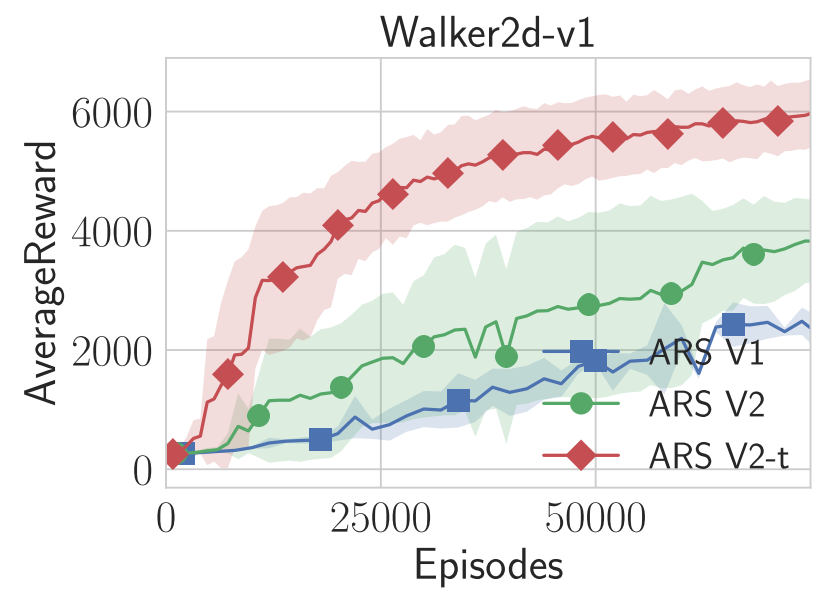 Walker2d-v1
AverageReward
6000
4000
2000
0
ARS V1
ARS V2
ARS V2-t
0 25000 50000
Episodes